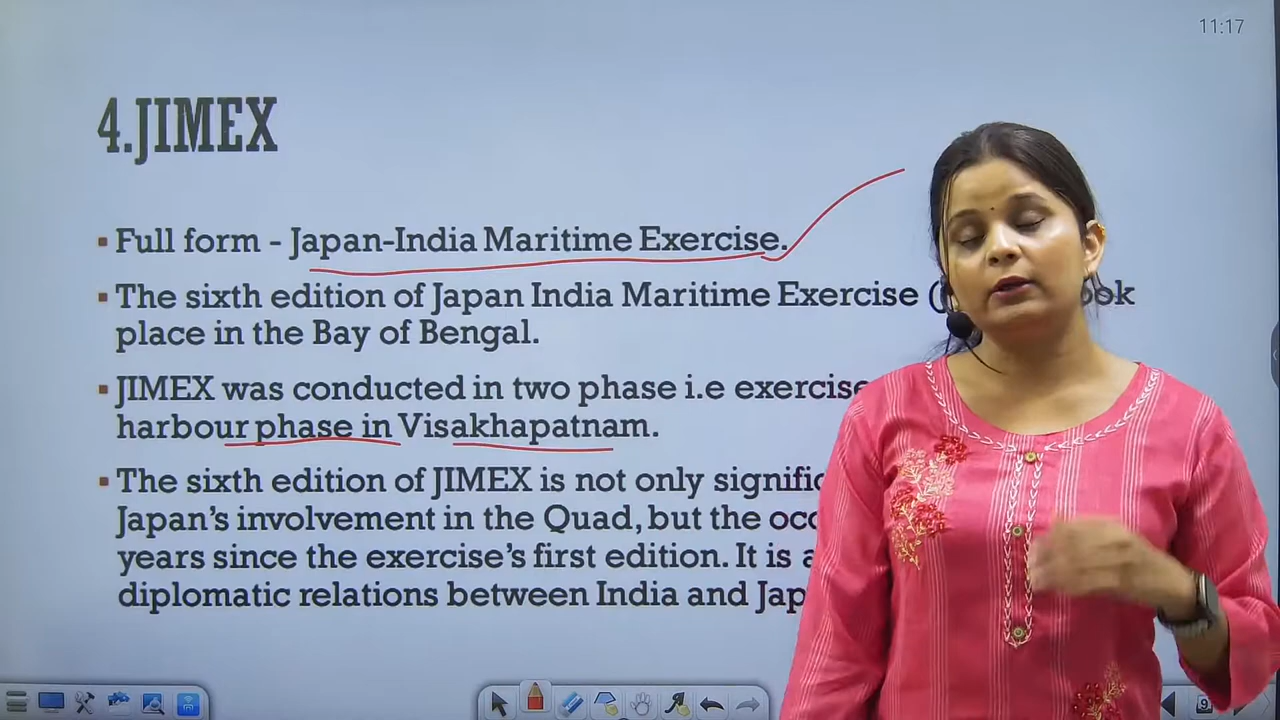 11:17
4.JIMEX
▪ Full form - Japan-India Maritime Exercise.
▪ The sixth edition of Japan India Maritime Exercise ( ook
place in the Bay of Bengal.
▪ JIMEX was conducted in two phase i.e exercise
harbour phase in Visakhapatnam.
▪ The sixth edition of JIMEX is not only signific
Japan's involvement in the Quad, but the occ
years since the exercise's first edition. It is a
diplomatic relations between India and Jap
9